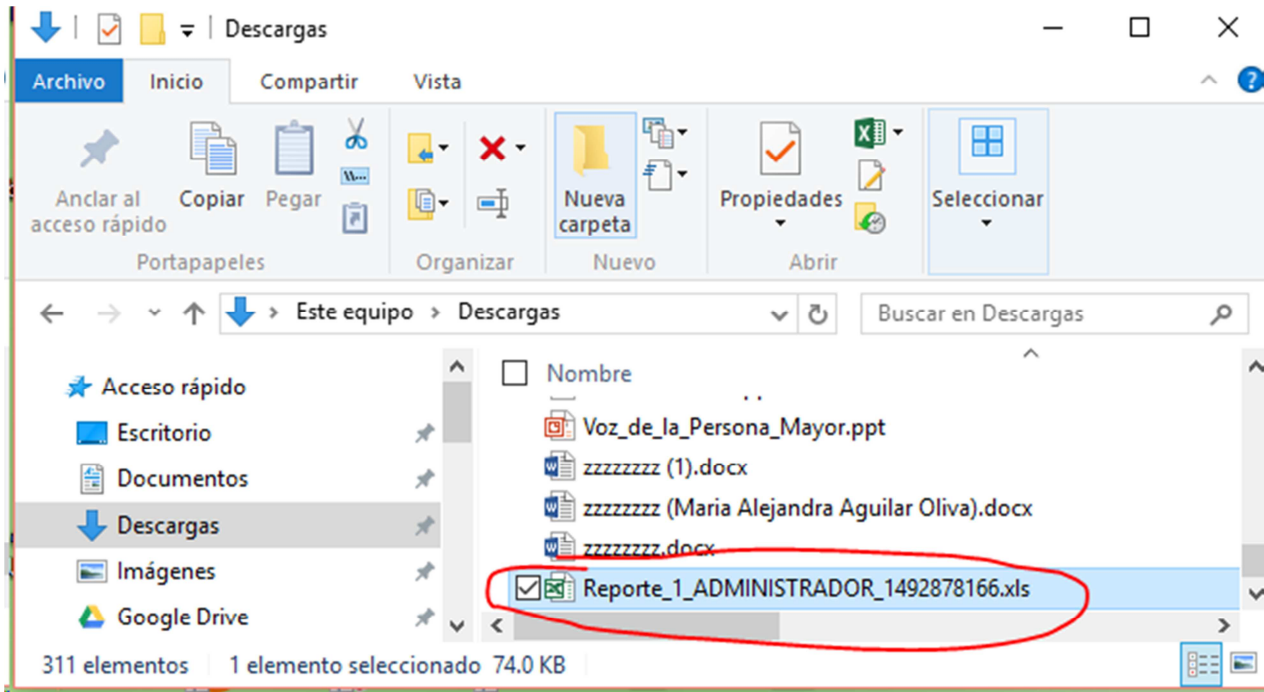 Descargas
Archivo Inicio Compartir Vista
Anclar al acceso rápido
Copiar
Pegar
Nueva carpeta
Propiedades
Seleccionar
Portapapeles Organizar Nuevo Abrir
Este equipo > Descargas
Buscar en Descargas
Acceso rápido
Escritorio
Documentos
Descargas
Imágenes
Google Drive
Nombre
Voz_de_la_Persona_Mayor.ppt
zzzzzzzz (1).docx
zzzzzzzz (Maria Alejandra Aguilar Oliva).docx
zzzzzzzz.docx
Reporte_1_ADMINISTRADOR_1492878166.xls
311 elementos 1 elemento seleccionado 74.0 KB